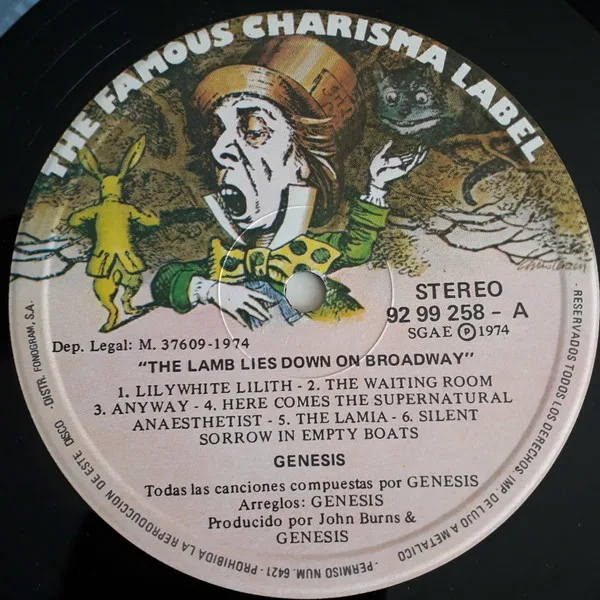 THE FAMOUS CHARISMA LABEL
STEREO
92 99 258 - A
SGAE Ⓟ 1974
Dep. Legal: M. 37609-1974
"THE LAMB LIES DOWN ON BROADWAY"
1. LILYWHITE LILITH - 2. THE WAITING ROOM
3. ANYWAY - 4. HERE COMES THE SUPERNATURAL
ANAESTHETIST - 5. THE LAMIA - 6. SILENT
SORROW IN EMPTY BOATS
GENESIS
Todas las canciones compuestas por GENESIS
Arreglos: GENESIS
Producido por John Burns &
GENESIS
RESERVADOS TODOS LOS DERECHOS. IMP. DE LUJO A METALICO - PERMISO NUM. 6421 - PROHIBIDA LA REPRODUCCION DE ESTE DISCO - DISTR. FONOGRAM, S.A.